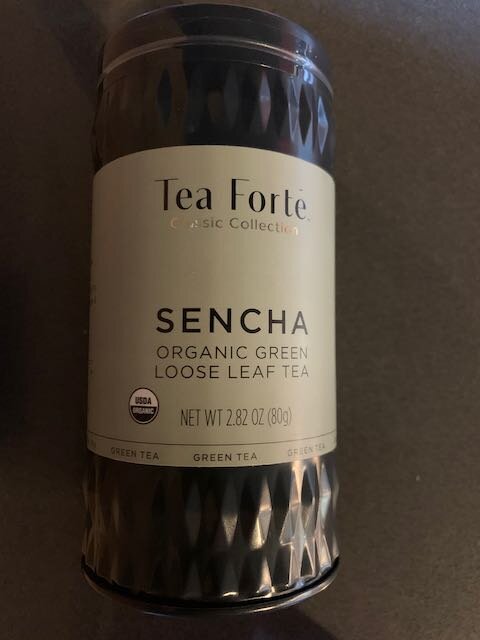 Tea Forté
Classic Collection
SENCHA
ORGANIC GREEN
LOOSE LEAF TEA
USDA
ORGANIC
NET WT 2.82 OZ (80g)
GREEN TEA GREEN TEA GREEN TEA